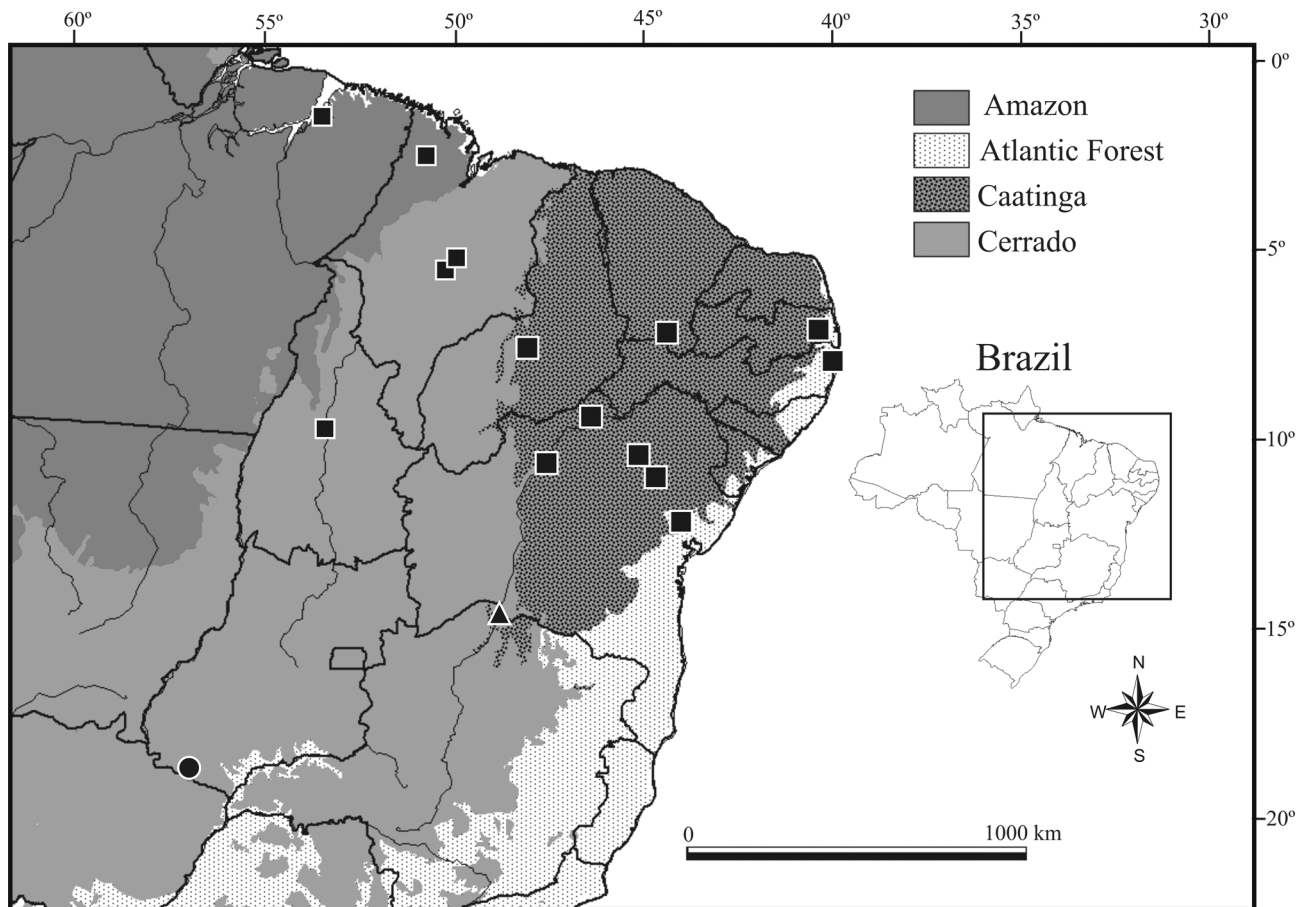 60º 55º 50º 45º 40º 35º 30º
0º
Amazon
Atlantic Forest
Caatinga
Cerrado
5º
Brazil
10º
15º
N
W E
S
0 1000 km
20º